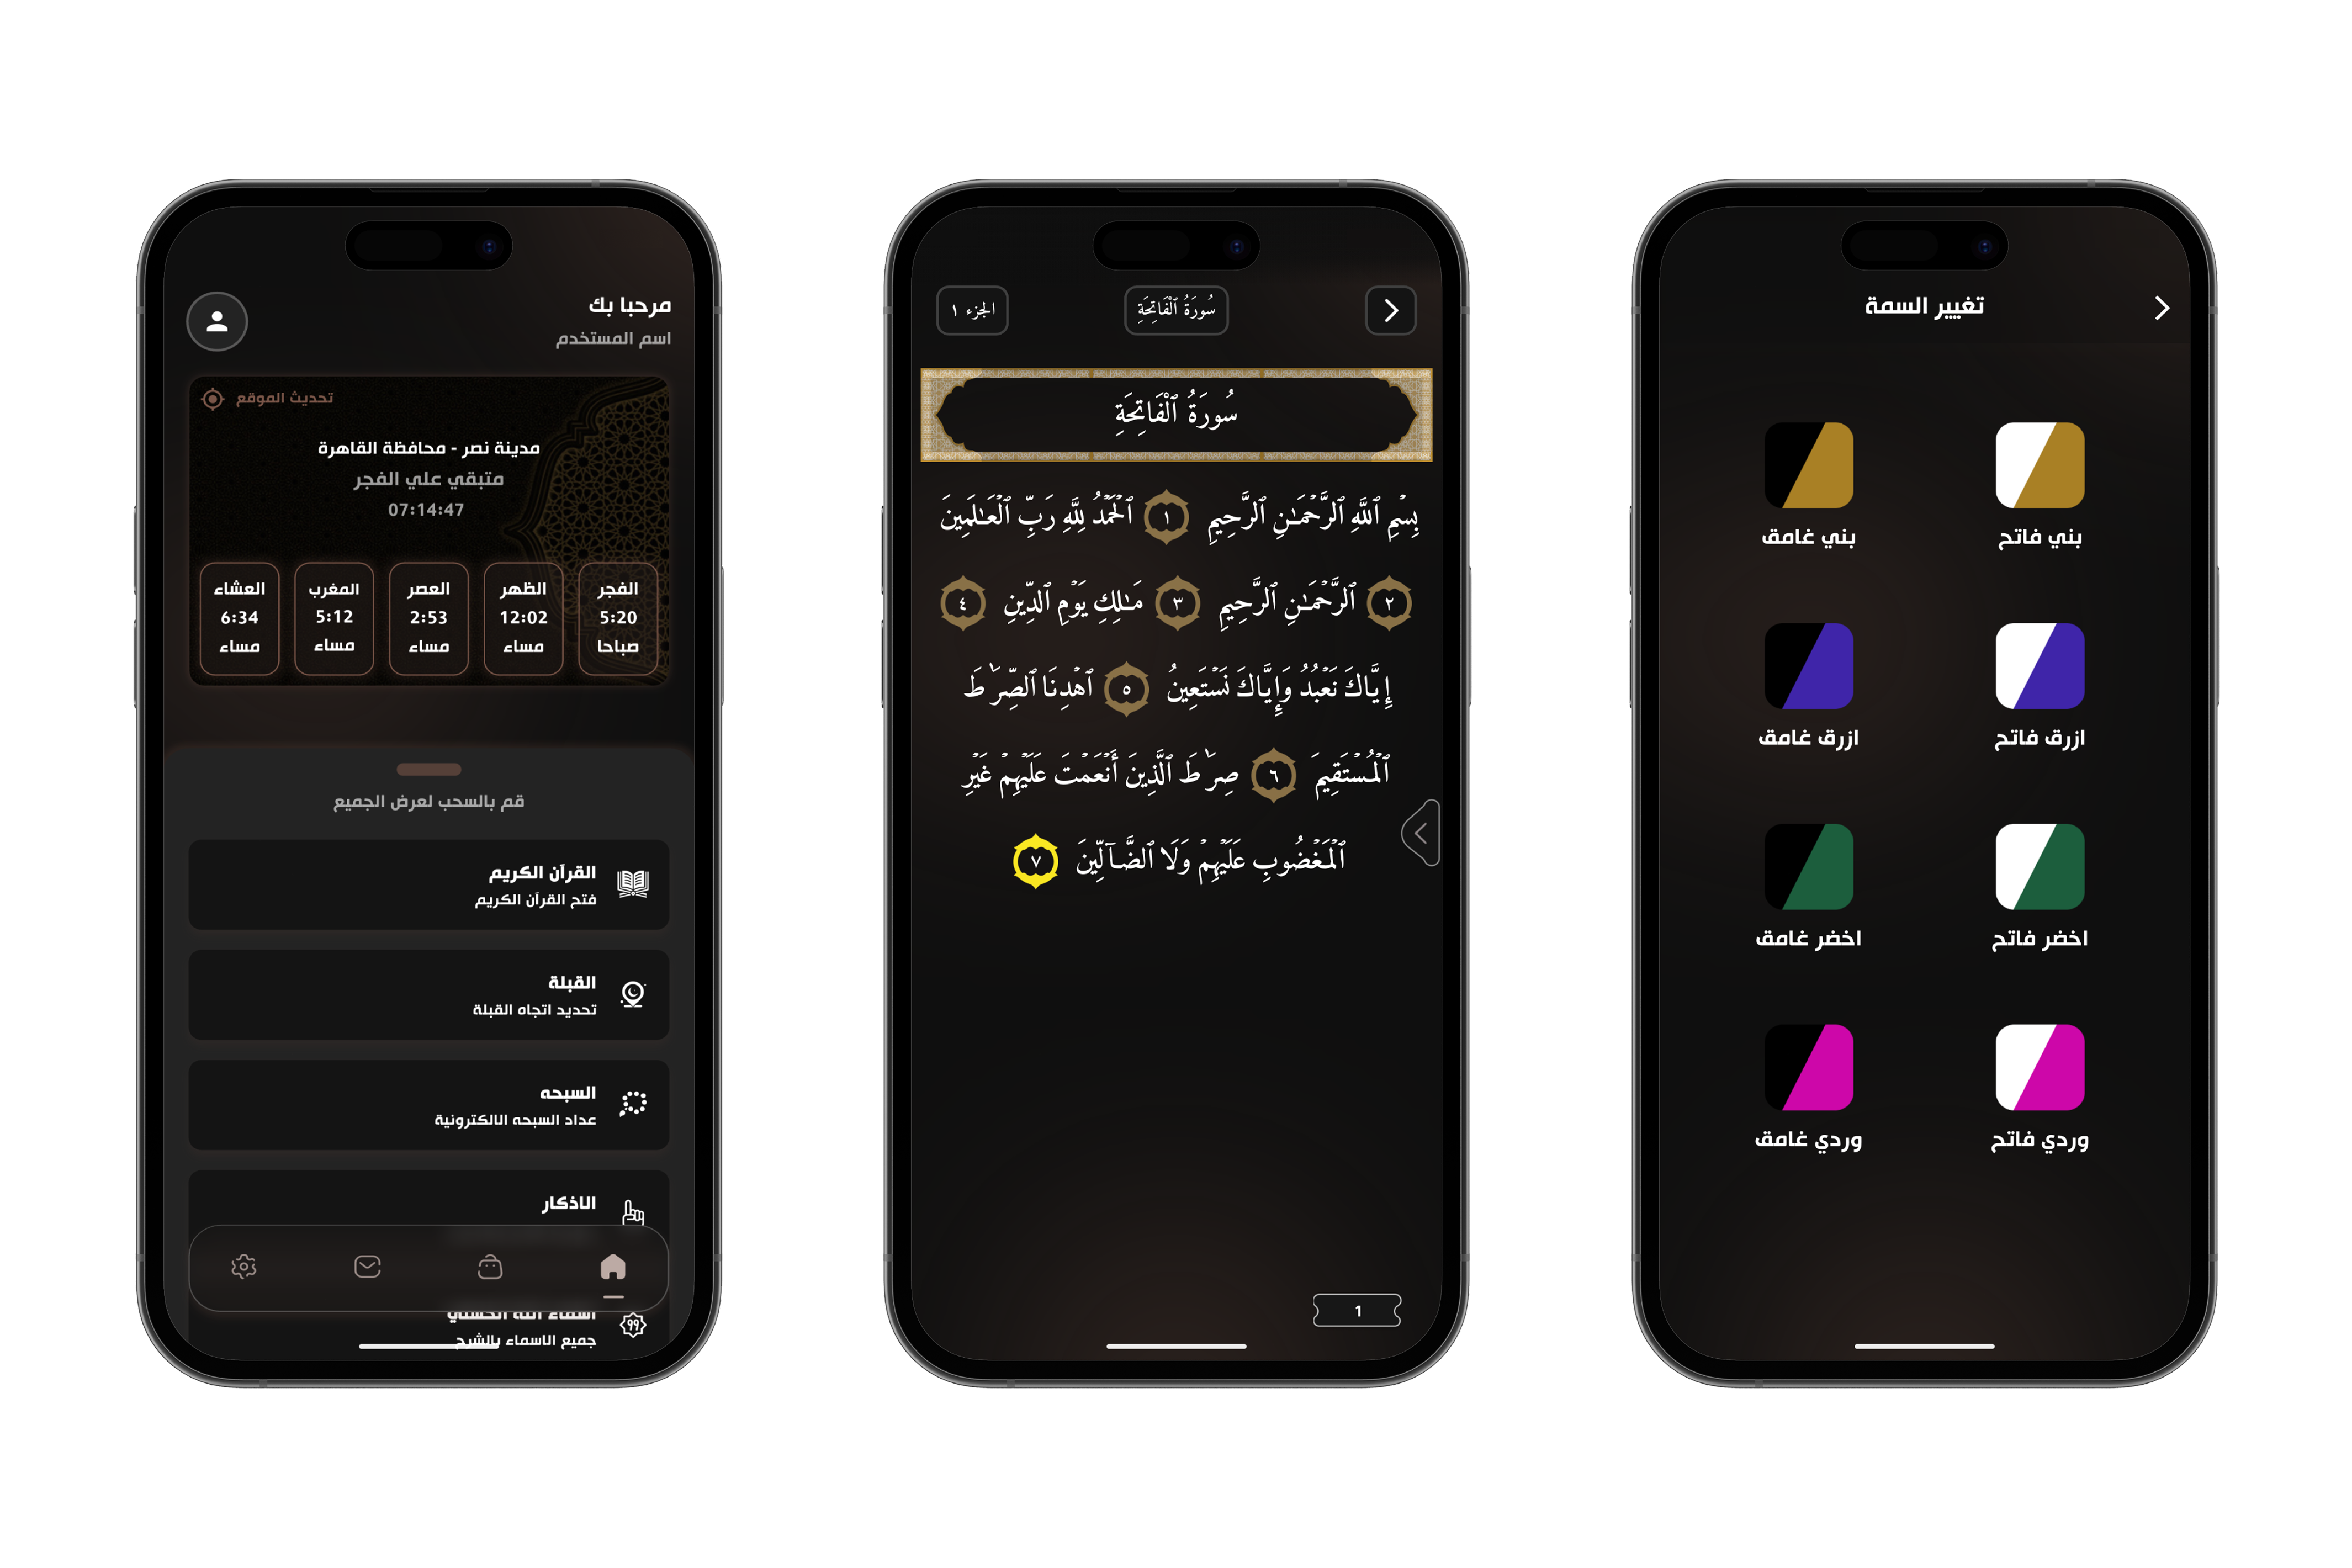 مرحبا بك
اسم المستخدم
تحديث الموقع
مدينة نصر - محافظة القاهرة
متبقي علي الفجر
07:14:47
الفجر
5:20
صباحا
الظهر
12:02
مساء
العصر
2:53
مساء
المغرب
5:12
مساء
العشاء
6:34
مساء
قم بالسحب لعرض الجميع
القرآن الكريم
فتح القرآن الكريم
القبلة
تحديد اتجاه القبلة
السبحه
عداد السبحه الالكترونية
الاذكار
اسماء الله الحسني
99
جميع الاسماء بالشرح
سُورَةُ ٱلْفَاتِحَةِ
الجزء ١
سُورَةُ ٱلْفَاتِحَةِ
بِسْمِ ٱللَّهِ ٱلرَّحْمَـٰنِ ٱلرَّحِيمِ ١ ٱلْحَمْدُ لِلَّهِ رَبِّ ٱلْعَـٰلَمِينَ
٢ ٱلرَّحْمَـٰنِ ٱلرَّحِيمِ ٣ مَـٰلِكِ يَوْمِ ٱلدِّينِ ٤
إِيَّاكَ نَعْبُدُ وَإِيَّاكَ نَسْتَعِينُ ٥ ٱهْدِنَا ٱلصِّرَٰطَ
ٱلْمُسْتَقِيمَ ٦ صِرَٰطَ ٱلَّذِينَ أَنْعَمْتَ عَلَيْهِمْ غَيْرِ
ٱلْمَغْضُوبِ عَلَيْهِمْ وَلَا ٱلضَّآلِّينَ ٧
1
تغيير السمة
بني فاتح
بني غامق
ازرق فاتح
ازرق غامق
اخضر فاتح
اخضر غامق
وردي فاتح
وردي غامق